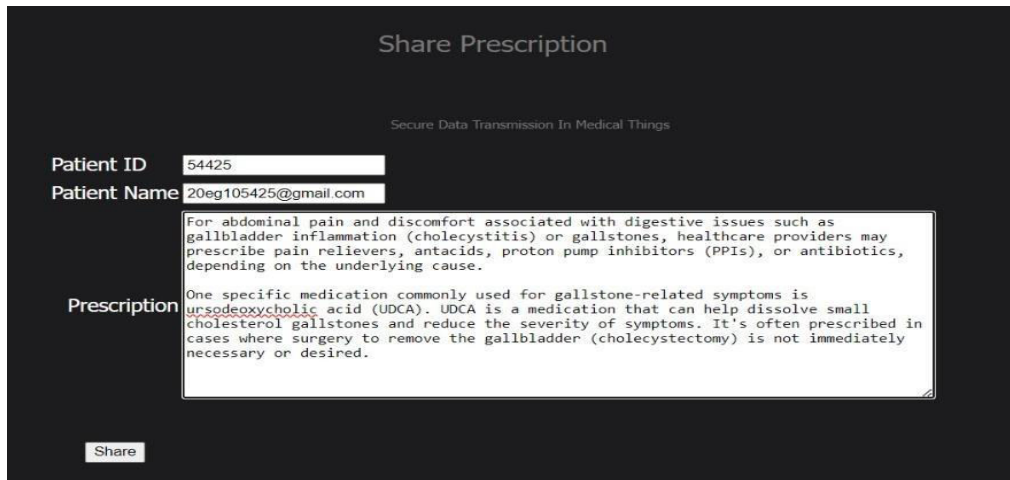 Share Prescription
Secure Data Transmission In Medical Things
Patient ID 54425
Patient Name 20eg105425@gmail.com
For abdominal pain and discomfort associated with digestive issues such as
gallbladder inflammation (cholecystitis) or gallstones, healthcare providers may
prescribe pain relievers, antacids, proton pump inhibitors (PPIs), or antibiotics,
depending on the underlying cause.
Prescription
One specific medication commonly used for gallstone-related symptoms is
ursodeoxycholic acid (UDCA). UDCA is a medication that can help dissolve small
cholesterol gallstones and reduce the severity of symptoms. It's often prescribed in
cases where surgery to remove the gallbladder (cholecystectomy) is not immediately
necessary or desired.
Share